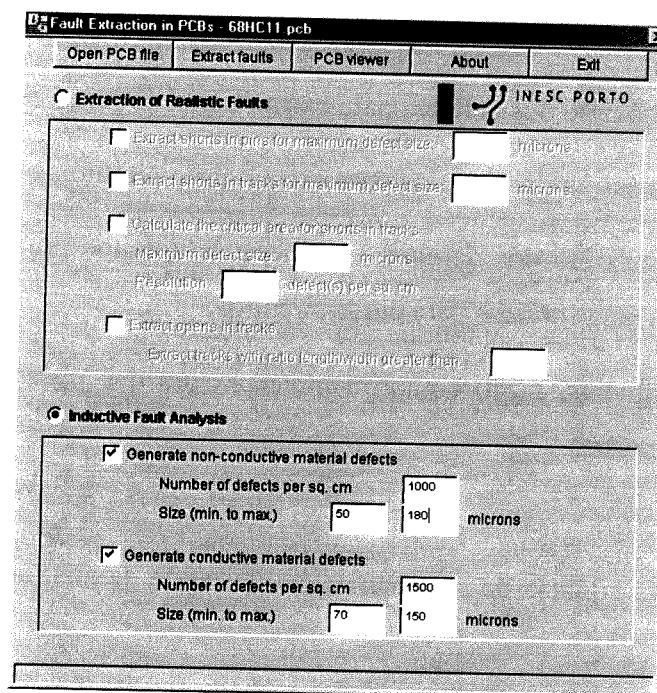 Fault Extraction in PCBs - 68HC11.pcb
Open PCB file Extract faults PCB viewer About Exit
Extraction of Realistic Faults
INESC PORTO
Extract shorts in pins for maximum defect size: microns
Extract shorts in tracks for maximum defect size: microns
Calculate the critical area for shorts in tracks
Maximum defect size: microns
Resolution: defect(s) per sq. cm
Extract opens in tracks
Extract tracks with ratio length/width greater than
Inductive Fault Analysis
Generate non-conductive material defects
Number of defects per sq. cm 1000
Size (min. to max.) 50 180 microns
Generate conductive material defects
Number of defects per sq. cm 1500
Size (min. to max.) 70 150 microns